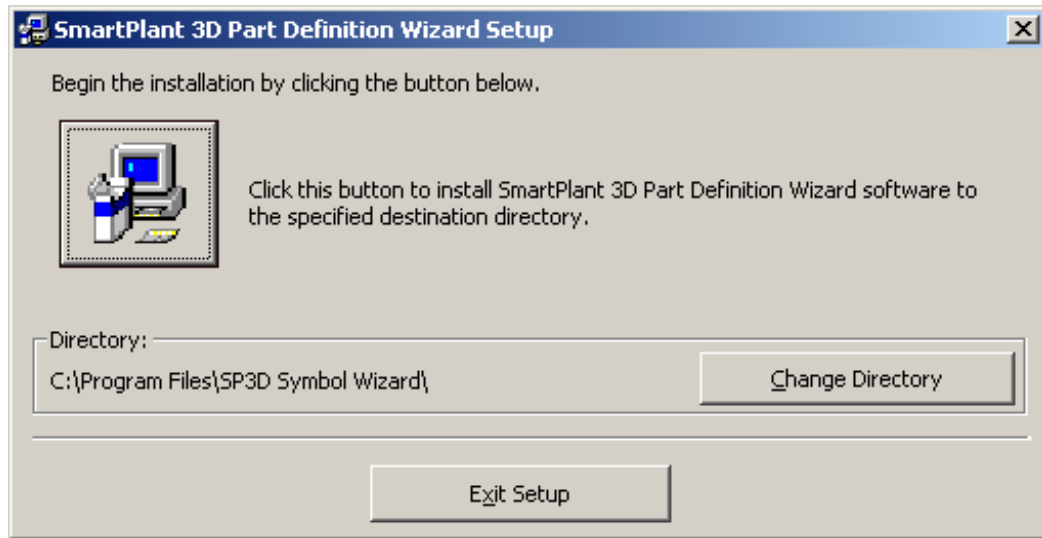 SmartPlant 3D Part Definition Wizard Setup
Begin the installation by clicking the button below.
Click this button to install SmartPlant 3D Part Definition Wizard software to
the specified destination directory.
Directory:
C:\Program Files\SP3D Symbol Wizard\
Change Directory
Exit Setup